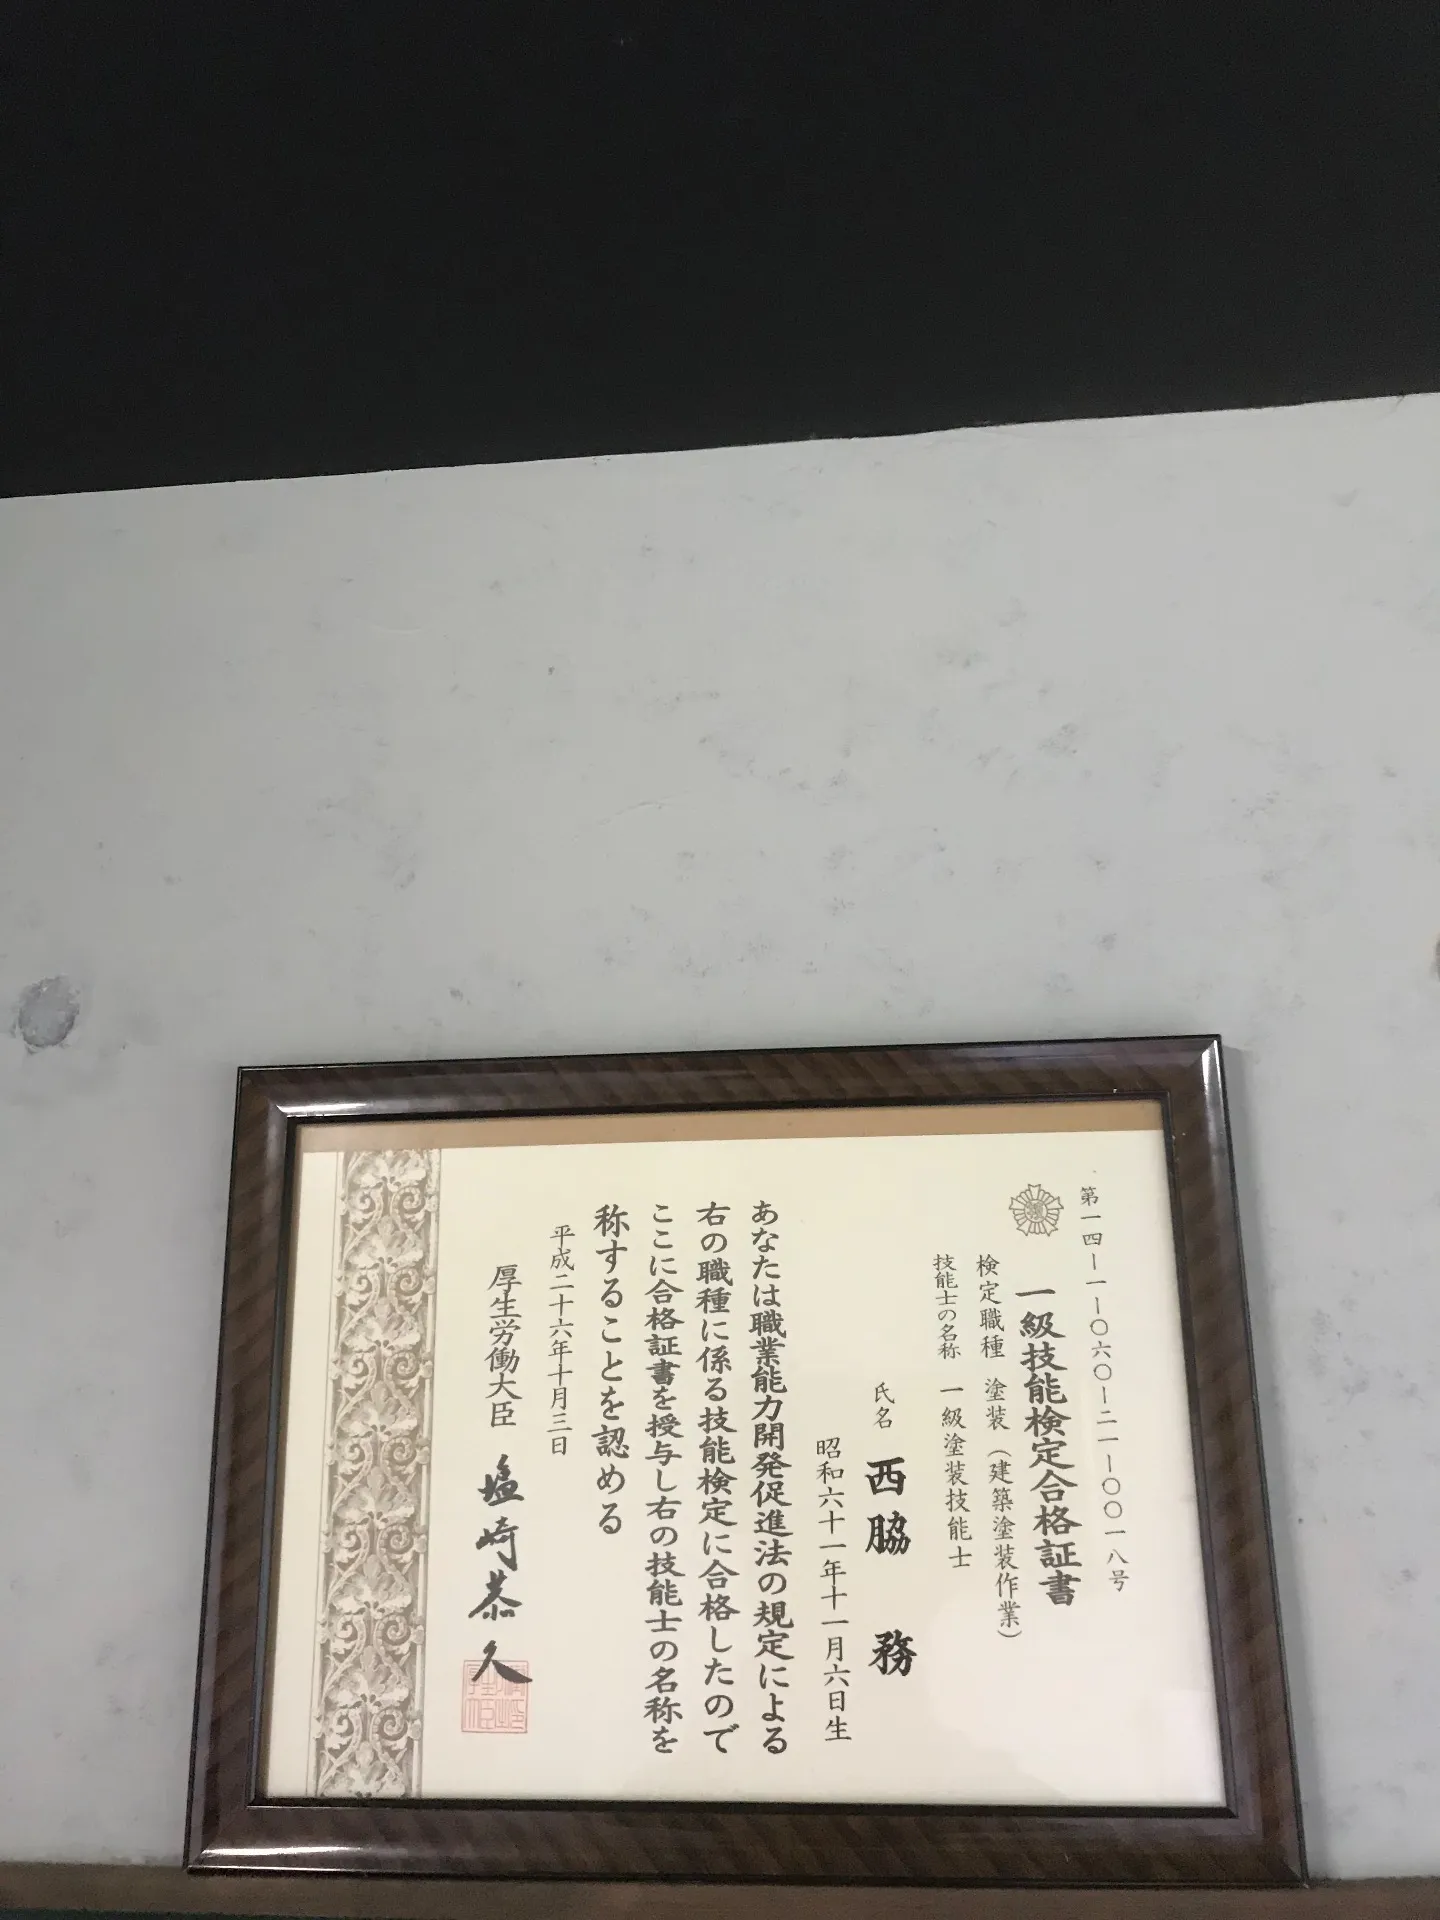 第一四―一―〇六〇―二一―〇〇一八号
一級技能検定合格証書
検定職種 塗装（建築塗装作業）
技能士の名称 一級塗装技能士
氏名 西脇 務
昭和六十一年十一月六日生
あなたは職業能力開発促進法の規定による
右の職種に係る技能検定に合格したので
ここに合格証書を授与し右の技能士の名称を
称することを認める
平成二十六年十月三日
厚生労働大臣 塩崎恭久